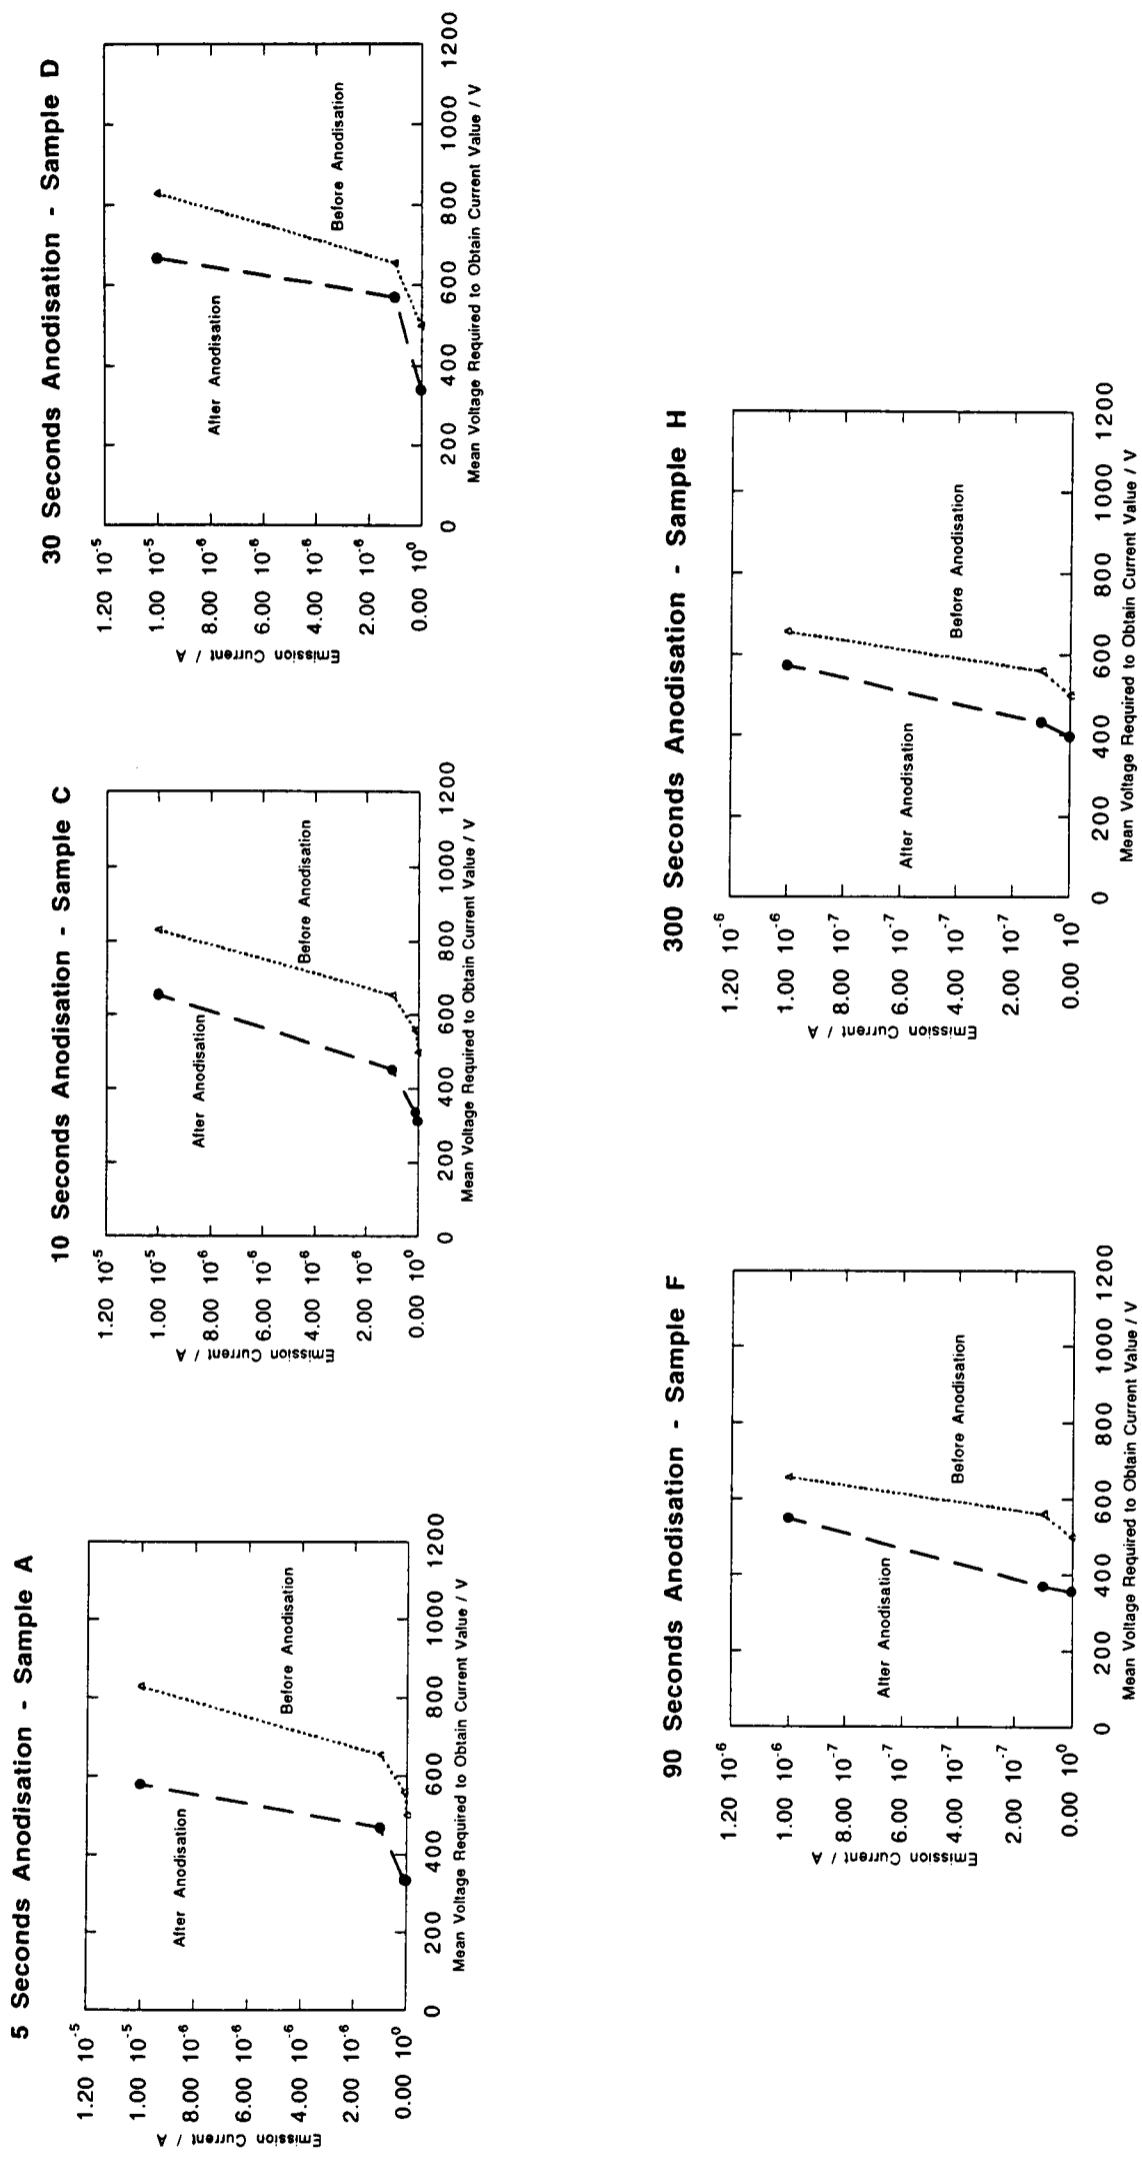 5 Seconds Anodisation - Sample A
1.20 10⁻⁵
1.00 10⁻⁵
8.00 10⁻⁶
6.00 10⁻⁶
4.00 10⁻⁶
2.00 10⁻⁶
0.00 10⁰
Emission Current / A
After Anodisation
Before Anodisation
0 200 400 600 800 1000 1200
Mean Voltage Required to Obtain Current Value / V
10 Seconds Anodisation - Sample C
1.20 10⁻⁵
1.00 10⁻⁵
8.00 10⁻⁶
6.00 10⁻⁶
4.00 10⁻⁶
2.00 10⁻⁶
0.00 10⁰
Emission Current / A
After Anodisation
Before Anodisation
0 200 400 600 800 1000 1200
Mean Voltage Required to Obtain Current Value / V
30 Seconds Anodisation - Sample D
1.20 10⁻⁵
1.00 10⁻⁵
8.00 10⁻⁶
6.00 10⁻⁶
4.00 10⁻⁶
2.00 10⁻⁶
0.00 10⁰
Emission Current / A
After Anodisation
Before Anodisation
0 200 400 600 800 1000 1200
Mean Voltage Required to Obtain Current Value / V
90 Seconds Anodisation - Sample F
1.20 10⁻⁶
1.00 10⁻⁶
8.00 10⁻⁷
6.00 10⁻⁷
4.00 10⁻⁷
2.00 10⁻⁷
0.00 10⁰
Emission Current / A
After Anodisation
Before Anodisation
0 200 400 600 800 1000 1200
Mean Voltage Required to Obtain Current Value / V
300 Seconds Anodisation - Sample H
1.20 10⁻⁶
1.00 10⁻⁶
8.00 10⁻⁷
6.00 10⁻⁷
4.00 10⁻⁷
2.00 10⁻⁷
0.00 10⁰
Emission Current / A
After Anodisation
Before Anodisation
0 200 400 600 800 1000 1200
Mean Voltage Required to Obtain Current Value / V